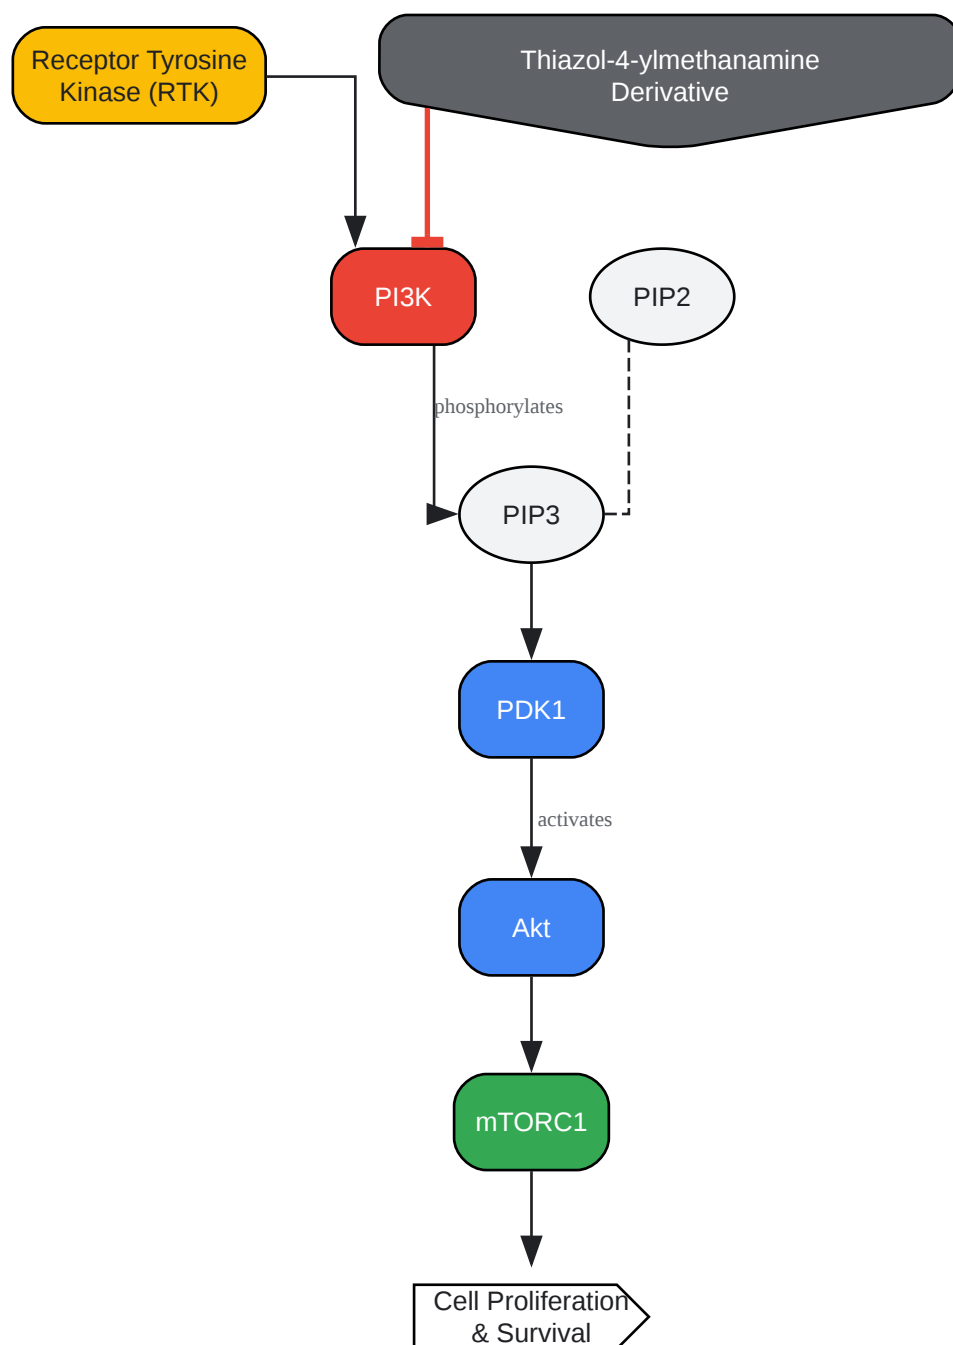 Receptor Tyrosine
Kinase (RTK)
Thiazol-4-ylmethanamine
Derivative
PI3K
PIP2
phosphorylates
PIP3
PDK1
activates
Akt
mTORC1
Cell Proliferation
& Survival